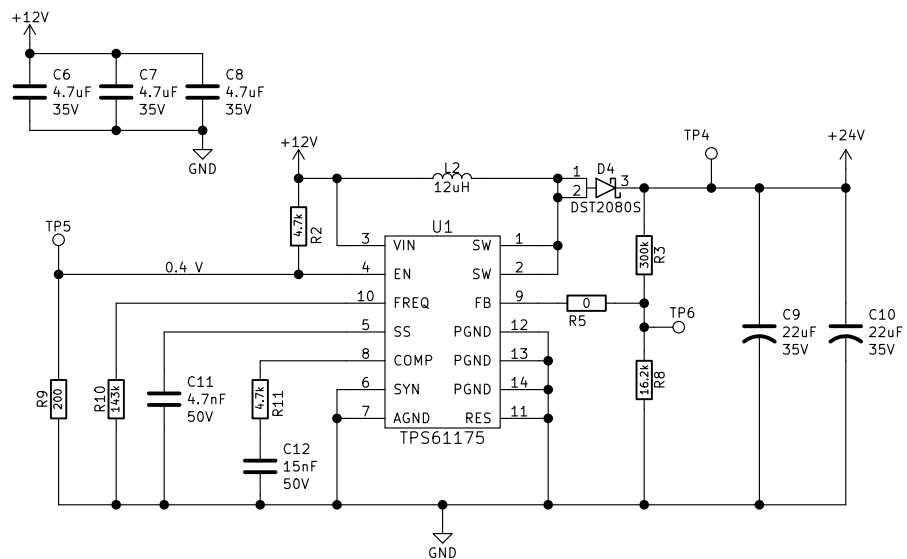 +12V
C6
4.7uF
35V
C7
4.7uF
35V
C8
4.7uF
35V
GND
+12V
L2
12uH
TP4
+24V
1
2
D4
3
DST2080S
TP5
4.7k
R2
U1
3 VIN SW 1
0.4 V
4 EN SW 2
10 FREQ FB 9
5 SS PGND 12
8 COMP PGND 13
6 SYN PGND 14
7 AGND RES 11
TPS61175
300k
R3
0
R5
TP6
16.2k
R8
C9
22uF
35V
C10
22uF
35V
R9
200
R10
143k
C11
4.7nF
50V
4.7k
R11
C12
15nF
50V
GND